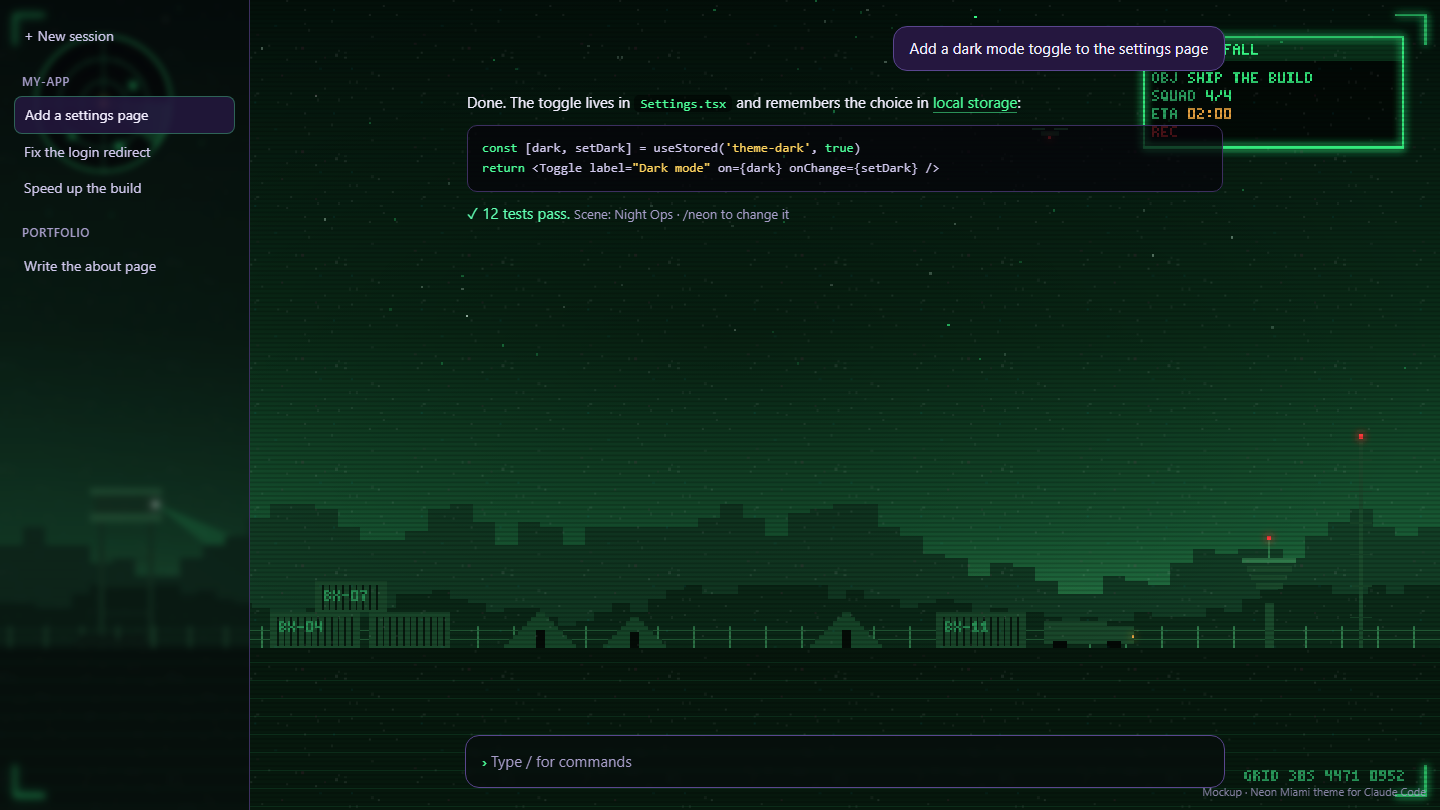 + New session
MY-APP
Add a settings page
Fix the login redirect
Speed up the build
PORTFOLIO
Write the about page
Add a dark mode toggle to the settings page
FALL
OBJ SHIP THE BUILD
SQUAD 4/4
ETA 02:00
REC
Done. The toggle lives in Settings.tsx and remembers the choice in local storage:
const [dark, setDark] = useStored('theme-dark', true)
return <Toggle label="Dark mode" on={dark} onChange={setDark} />
✓ 12 tests pass. Scene: Night Ops · /neon to change it
BX-07
BX-04
BX-11
› Type / for commands
GRID 38S 4471 0952
Mockup · Neon Miami theme for Claude Code